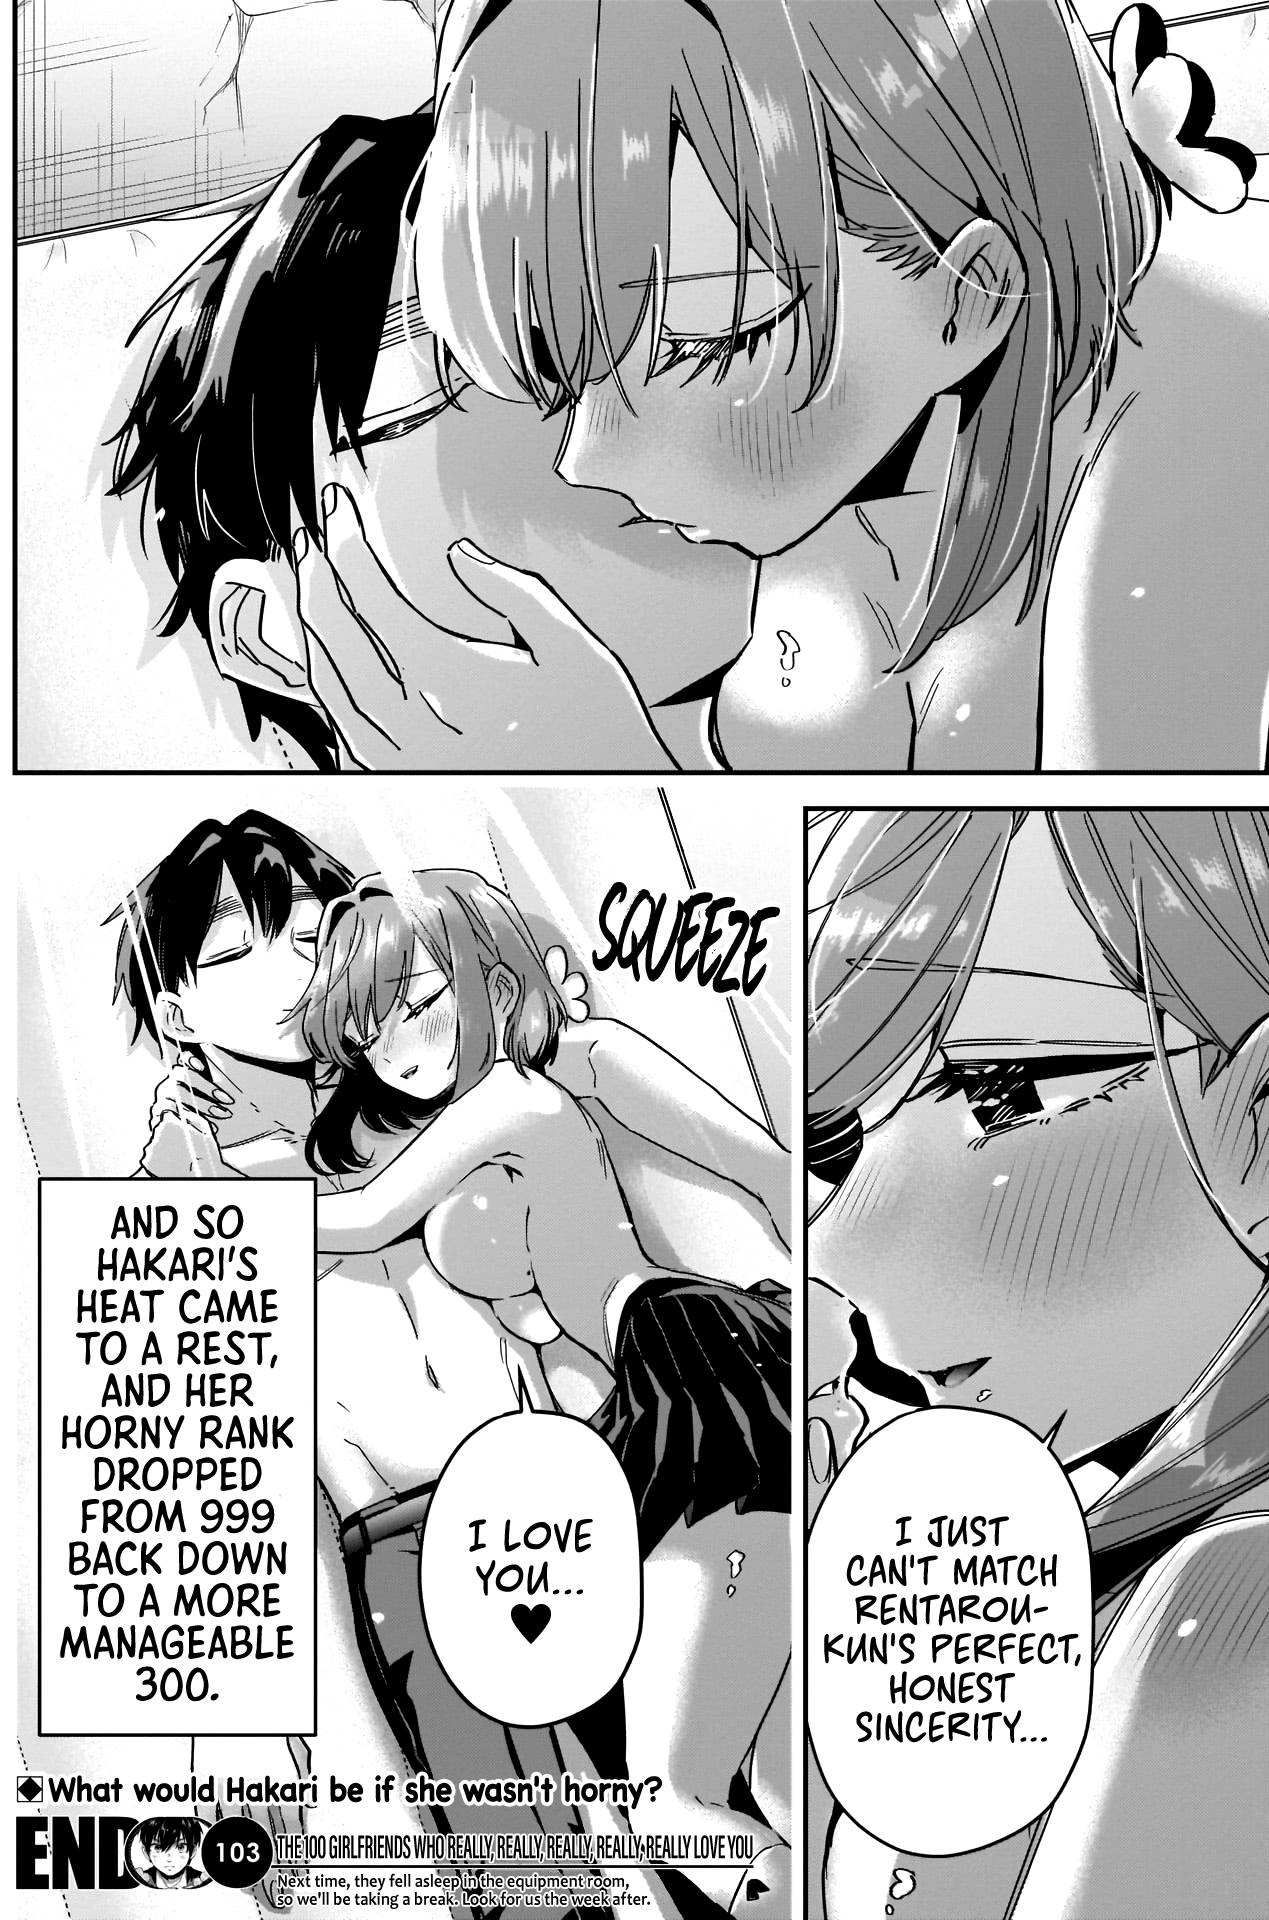 SQUEEZE
I JUST
CAN'T MATCH
RENTAROU-
KUN'S PERFECT,
HONEST
SINCERITY...
I LOVE
YOU...
♥
AND SO
HAKARI'S
HEAT CAME
TO A REST,
AND HER
HORNY RANK
DROPPED
FROM 999
BACK DOWN
TO A MORE
MANAGEABLE
300.
What would Hakari be if she wasn't horny?
END 103 THE 100 GIRLFRIENDS WHO REALLY, REALLY, REALLY, REALLY, REALLY LOVE YOU
Next time, they fell asleep in the equipment room,
so we'll be taking a break. Look for us the week after.